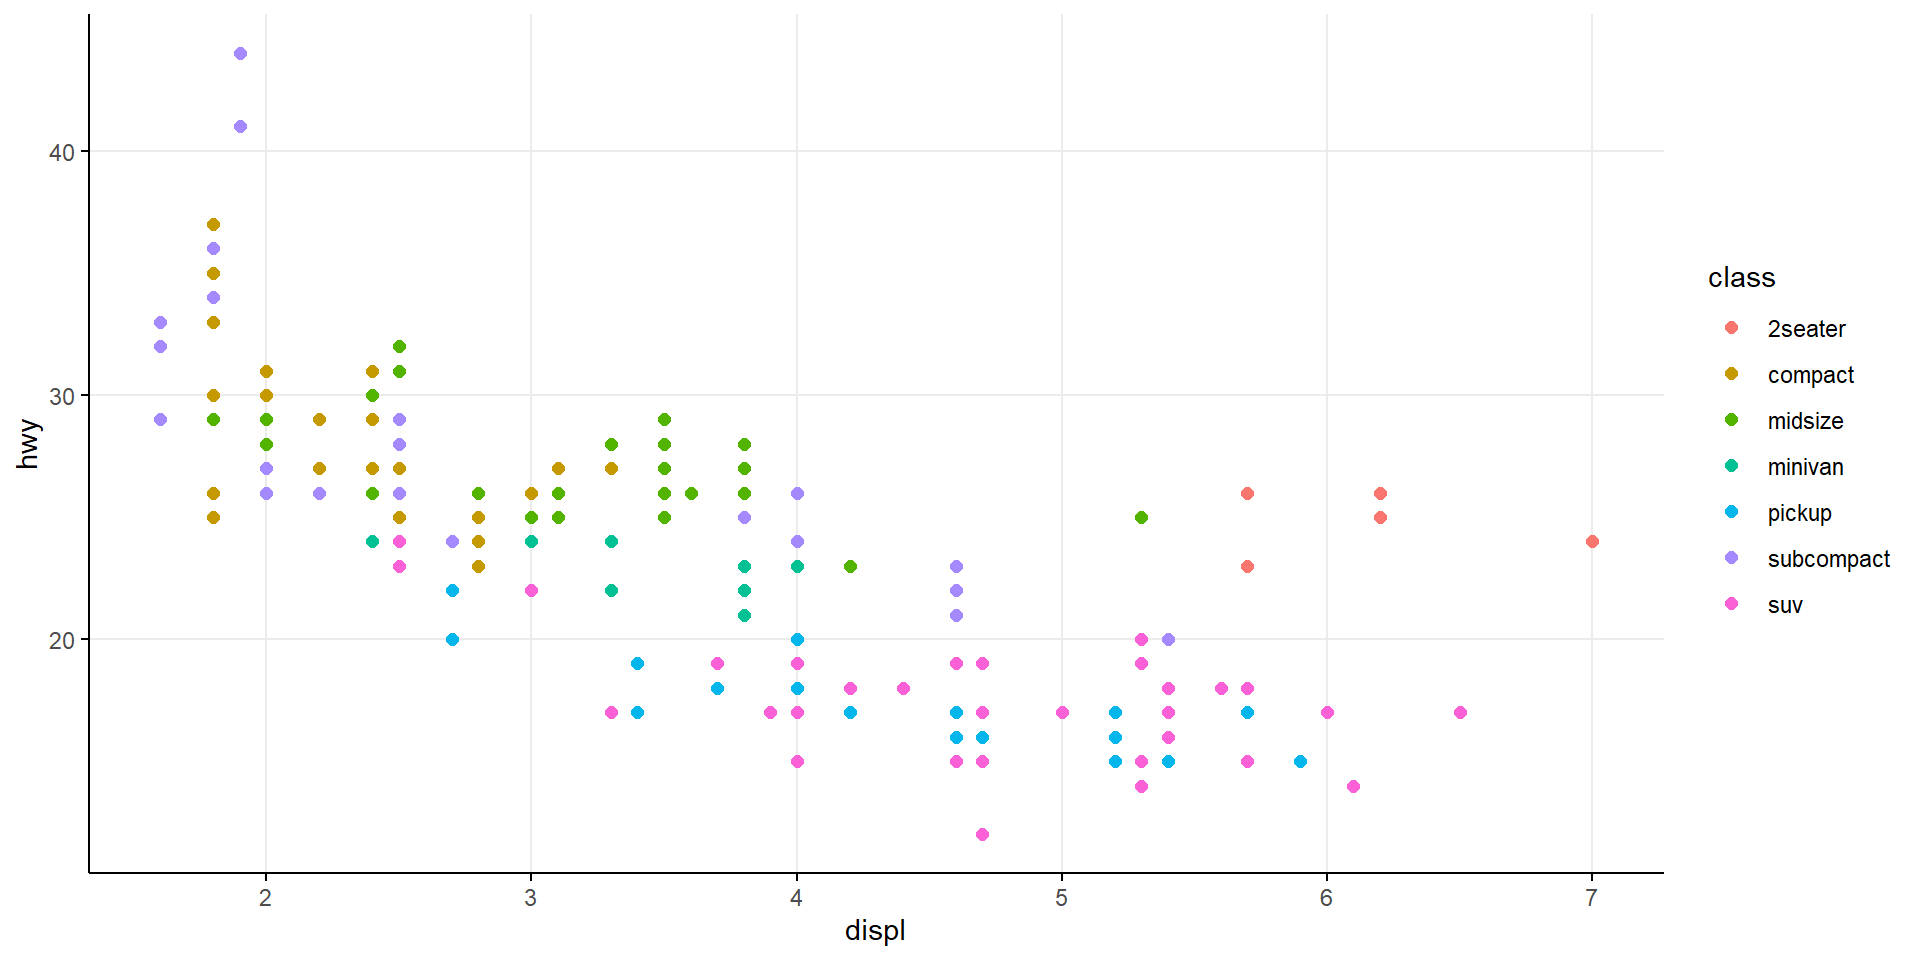 40
30
20
hwy
2 3 4 5 6 7
displ
class
2seater
compact
midsize
minivan
pickup
subcompact
suv